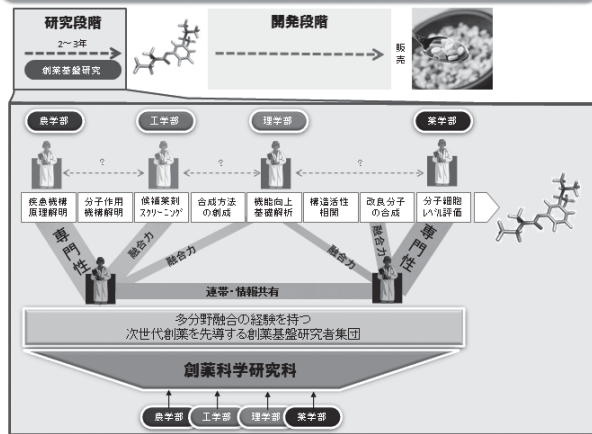 研究段階
2～3年
創薬基盤研究
開発段階
販売
農学部
工学部
理学部
薬学部
?
?
?
疾患機構
原理解明
分子作用
機構解明
候補薬剤
スクリーニング
合成方法
の創成
機能向上
基礎解析
構造活性
相関
改良分子
の合成
分子細胞
レベル評価
専門性
融合力
融合力
融合力
融合力
専門性
連帯・情報共有
多分野融合の経験を持つ
次世代創薬を先導する創薬基盤研究者集団
創薬科学研究科
農学部
工学部
理学部
薬学部